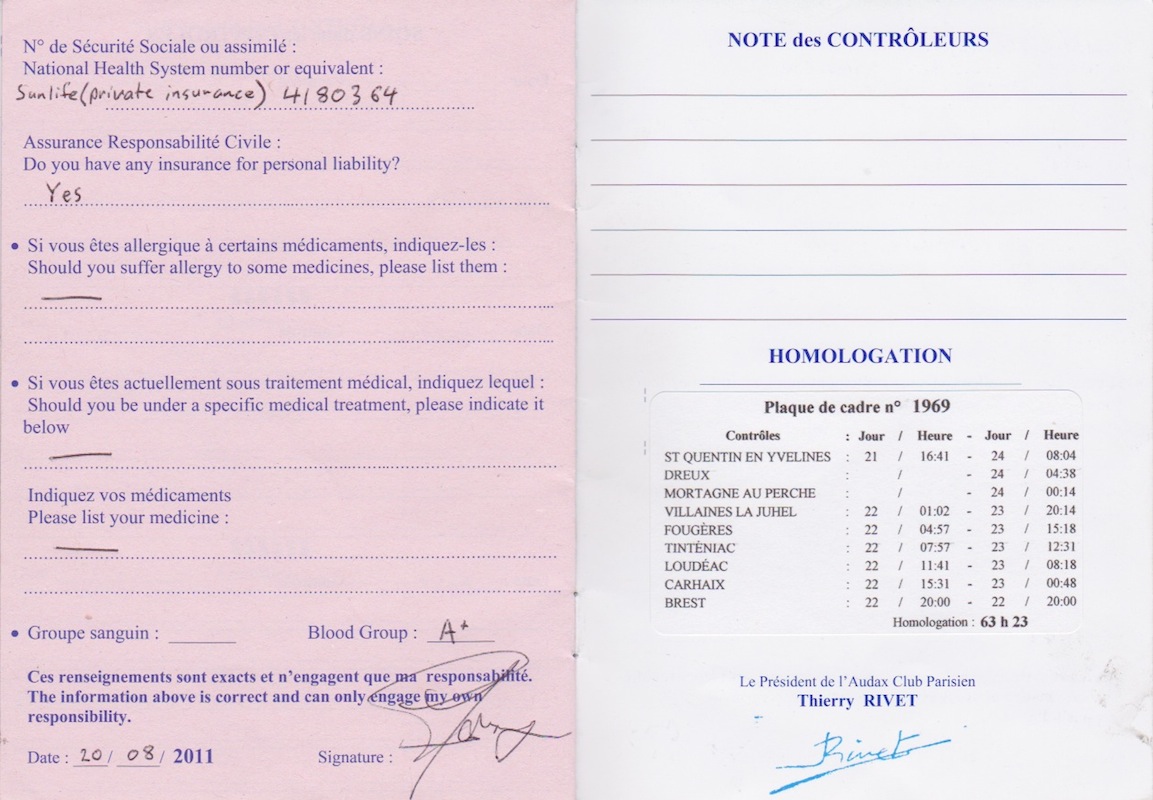 N° de Sécurité Sociale ou assimilé :
National Health System number or equivalent :
Sunlife(private insurance) 4180364
Assurance Responsabilité Civile :
Do you have any insurance for personal liability?
Yes
• Si vous êtes allergique à certains médicaments, indiquez-les :
Should you suffer allergy to some medicines, please list them :
• Si vous êtes actuellement sous traitement médical, indiquez lequel :
Should you be under a specific medical treatment, please indicate it
below
Indiquez vos médicaments
Please list your medicine :
• Groupe sanguin : Blood Group : A+
Ces renseignements sont exacts et n'engagent que ma responsabilité.
The information above is correct and can only engage my own
responsibility.
Date : 20/ 08/ 2011 Signature :
NOTE des CONTRÔLEURS
HOMOLOGATION
Plaque de cadre n° 1969
Contrôles : Jour / Heure - Jour / Heure
ST QUENTIN EN YVELINES : 21 / 16:41 - 24 / 08:04
DREUX : / - 24 / 04:38
MORTAGNE AU PERCHE : / - 24 / 00:14
VILLAINES LA JUHEL : 22 / 01:02 - 23 / 20:14
FOUGÈRES : 22 / 04:57 - 23 / 15:18
TINTÉNIAC : 22 / 07:57 - 23 / 12:31
LOUDÉAC : 22 / 11:41 - 23 / 08:18
CARHAIX : 22 / 15:31 - 23 / 00:48
BREST : 22 / 20:00 - 22 / 20:00
Homologation : 63 h 23
Le Président de l'Audax Club Parisien
Thierry RIVET
Rivet